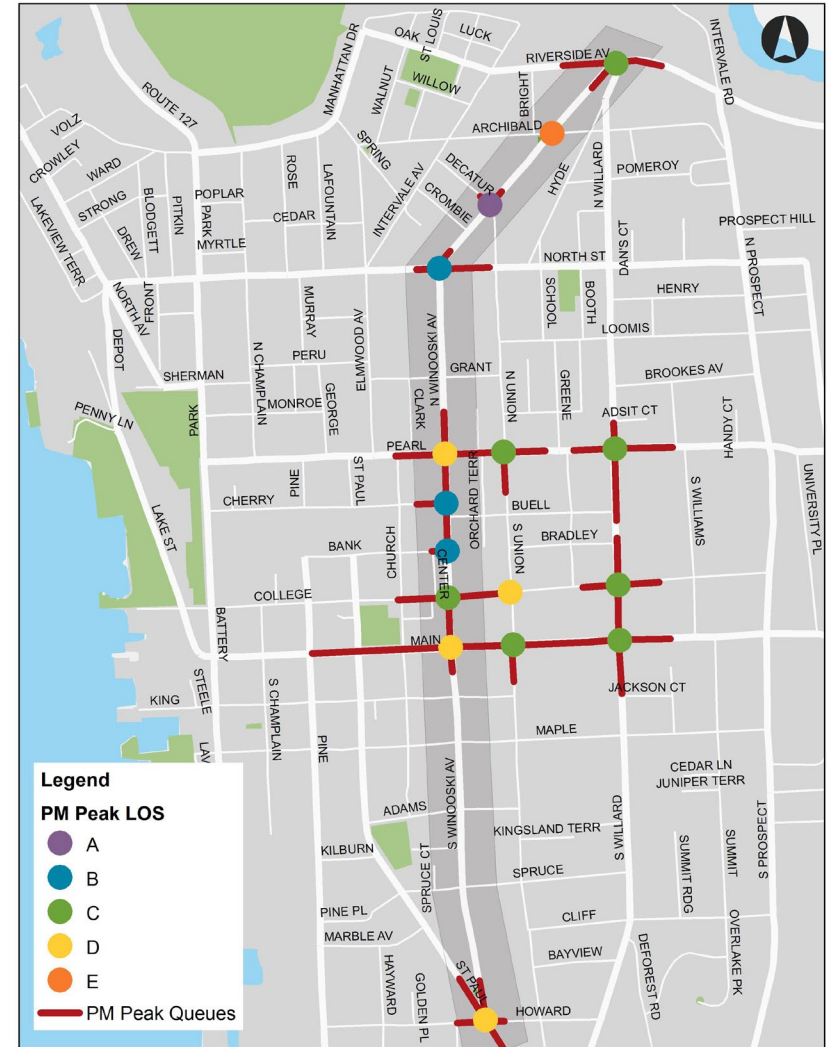 OAK
ST LOUIS
LUCK
MANHATTAN DR
RIVERSIDE AV
INTERVALE RD
WILLOW
WALNUT
BRIGHT
ROUTE 127
ARCHIBALD
VOLZ
CROWLEY
WARD
SPRING
DECATUR
HYDE
N WILLARD
POMEROY
STRONG
BLODGETT
PITKIN
POPLAR
ROSE
LAFOUNTAIN
INTERVALE AV
CROMBIE
LAKEVIEW TERR
DREW
PARK
CEDAR
MYRTLE
DAN'S CT
PROSPECT HILL
N PROSPECT
NORTH ST
NORTH AV
FRONT
MURRAY
ELMWOOD AV
N WINOOSKI AV
SCHOOL
BOOTH
HENRY
LOOMIS
DEPOT
N CHAMPLAIN
PERU
GRANT
N UNION
GREENE
BROOKES AV
SHERMAN
MONROE
GEORGE
CLARK
ADSIT CT
HANDY CT
PENNY LN
PARK
PEARL
ORCHARD TERR
S WILLIAMS
UNIVERSITY PL
CHERRY
PINE
ST PAUL
BUELL
LAKE ST
BANK
CHURCH
CENTER
S UNION
BRADLEY
COLLEGE
BATTERY
MAIN
STEELE
KING
S CHAMPLAIN
JACKSON CT
LAV
PINE
MAPLE
S WINOOSKI AV
CEDAR LN
JUNIPER TERR
ADAMS
S WILLARD
KINGSLAND TERR
SUMMIT RDG
SUMMIT
S PROSPECT
KILBURN
SPRUCE CT
SPRUCE
PINE PL
CLIFF
OVERLAKE PK
MARBLE AV
BAYVIEW
HAYWARD
GOLDEN PL
ST PAUL
DEFOREST RD
HOWARD
Legend
PM Peak LOS
A
B
C
D
E
PM Peak Queues